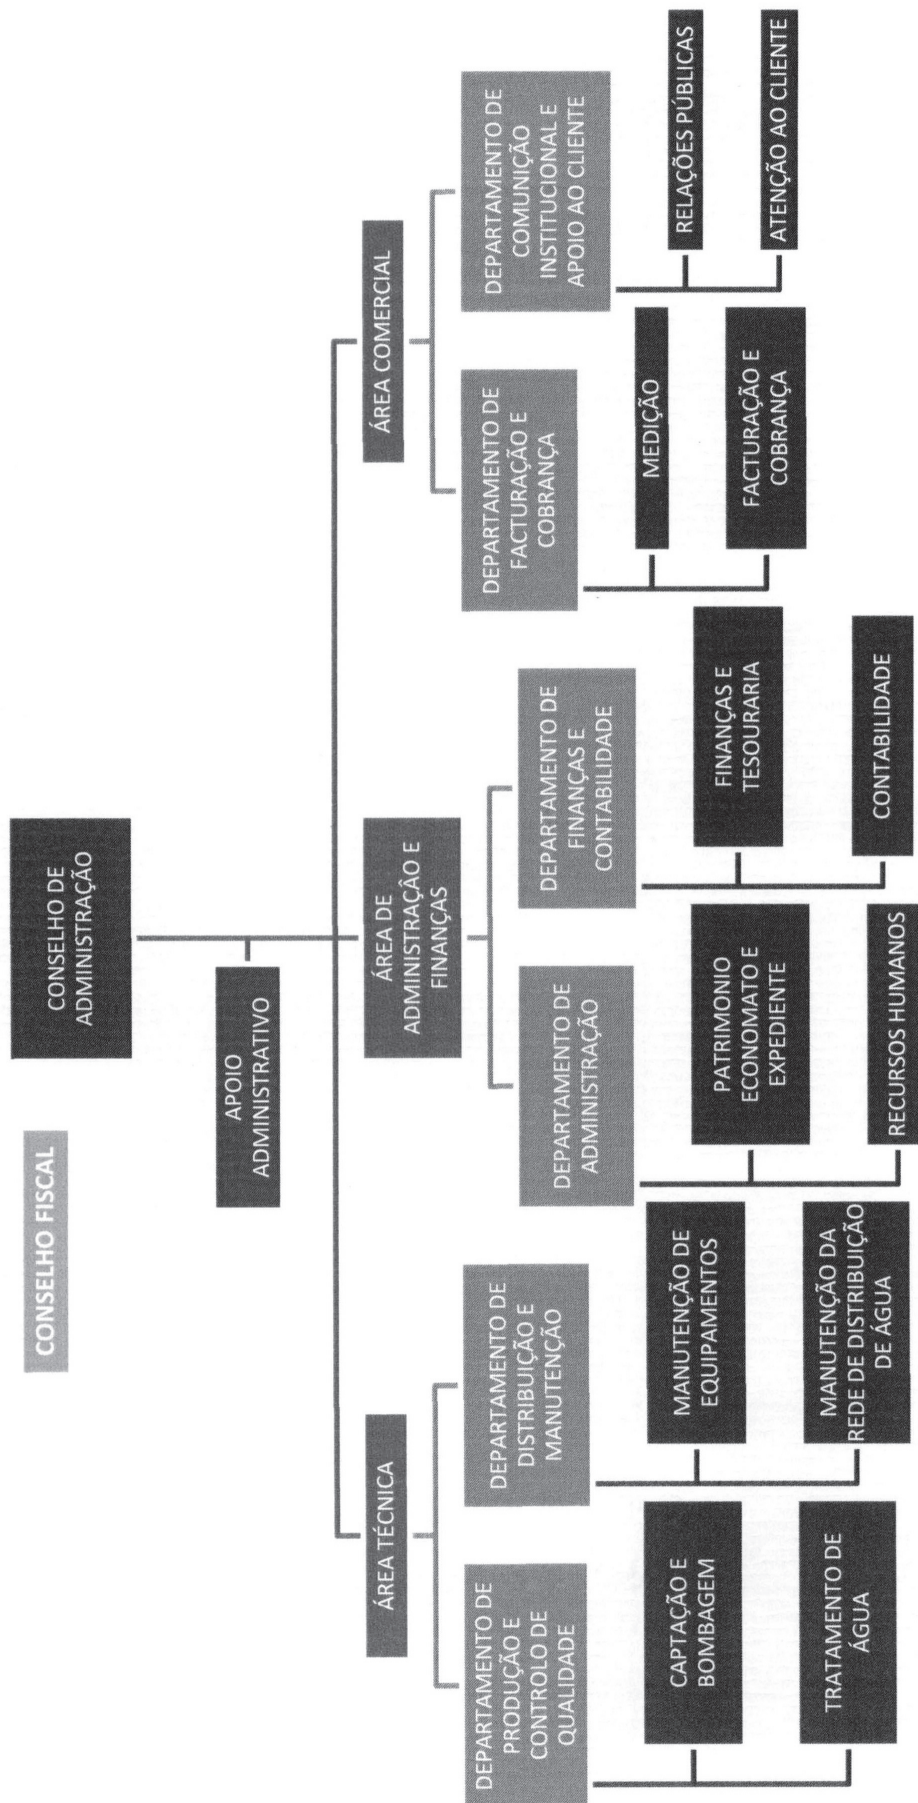 CONSELHO FISCAL
CONSELHO DE
ADMINISTRAÇÃO
APOIO
ADMINISTRATIVO
ÁREA TÉCNICA
ÁREA DE
ADMINISTRAÇÃO E
FINANÇAS
ÁREA COMERCIAL
DEPARTAMENTO DE
PRODUÇÃO E
CONTROLO DE
QUALIDADE
DEPARTAMENTO DE
DISTRIBUIÇÃO E
MANUTENÇÃO
DEPARTAMENTO DE
ADMINISTRAÇÃO
DEPARTAMENTO DE
FINANÇAS E
CONTABILIDADE
DEPARTAMENTO DE
FACTURAÇÃO E
COBRANÇA
DEPARTAMENTO DE
COMUNIÇÃO
INSTITUCIONAL E
APOIO AO CLIENTE
CAPTAÇÃO E
BOMBAGEM
MANUTENÇÃO DE
EQUIPAMENTOS
PATRIMONIO
ECONOMATO E
EXPEDIENTE
FINANÇAS E
TESOURARIA
MEDIÇÃO
RELAÇÕES PÚBLICAS
TRATAMENTO DE
ÁGUA
MANUTENÇÃO DA
REDE DE DISTRIBUIÇÃO
DE ÁGUA
RECURSOS HUMANOS
CONTABILIDADE
FACTURAÇÃO E
COBRANÇA
ATENÇÃO AO CLIENTE